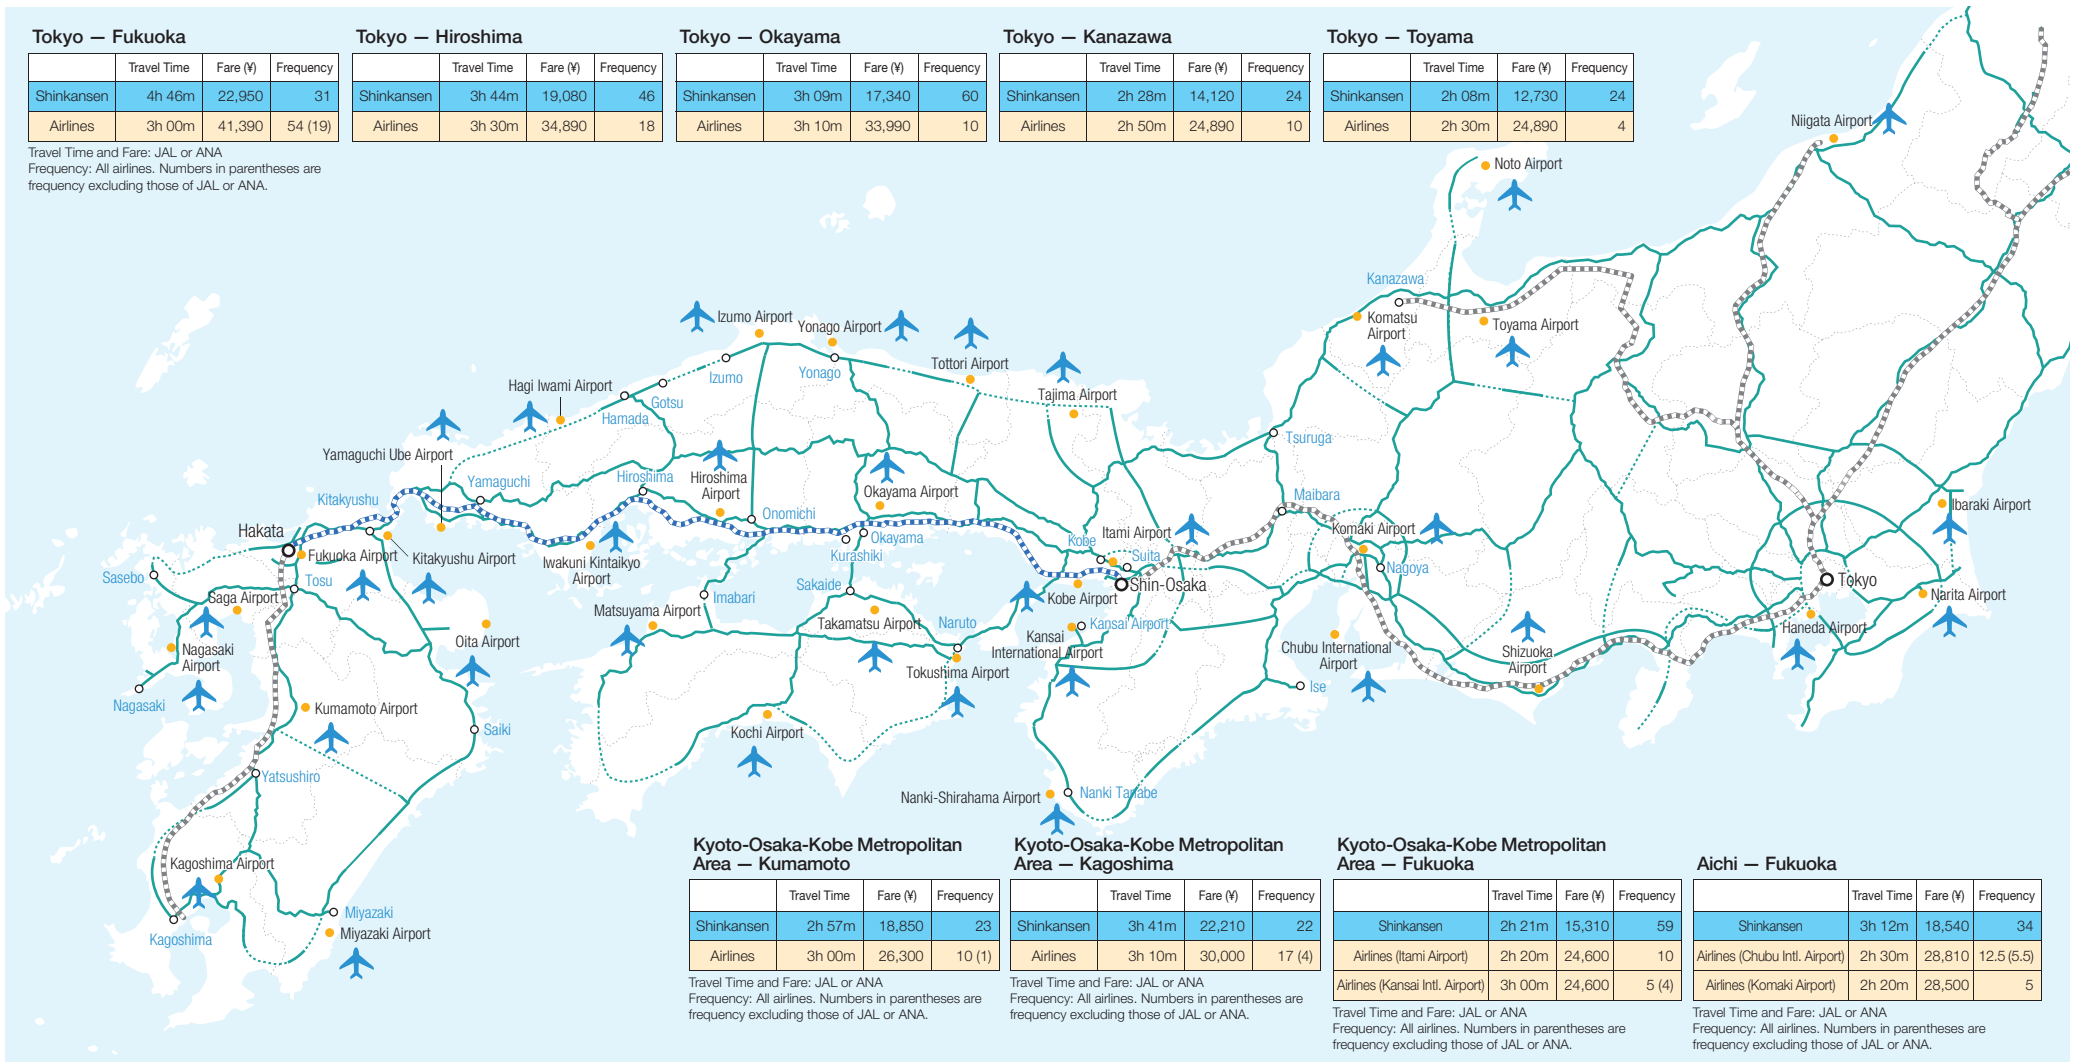 Tokyo — Fukuoka
Travel Time Fare (¥) Frequency
Shinkansen 4h 46m 22,950 31
Airlines 3h 00m 41,390 54 (19)
Travel Time and Fare: JAL or ANA
Frequency: All airlines. Numbers in parentheses are
frequency excluding those of JAL or ANA.
Tokyo — Hiroshima
Travel Time Fare (¥) Frequency
Shinkansen 3h 44m 19,080 46
Airlines 3h 30m 34,890 18
Tokyo — Okayama
Travel Time Fare (¥) Frequency
Shinkansen 3h 09m 17,340 60
Airlines 3h 10m 33,990 10
Tokyo — Kanazawa
Travel Time Fare (¥) Frequency
Shinkansen 2h 28m 14,120 24
Airlines 2h 50m 24,890 10
Tokyo — Toyama
Travel Time Fare (¥) Frequency
Shinkansen 2h 08m 12,730 24
Airlines 2h 30m 24,890 4
Niigata Airport
Noto Airport
Kanazawa
Komatsu
Airport
Toyama Airport
Izumo Airport
Yonago Airport
Tottori Airport
Tajima Airport
Izumo
Yonago
Hagi Iwami Airport
Gotsu
Hamada
Tsuruga
Yamaguchi Ube Airport
Yamaguchi
Hiroshima
Hiroshima
Airport
Okayama Airport
Maibara
Ibaraki Airport
Kitakyushu
Onomichi
Itami Airport
Komaki Airport
Hakata
Fukuoka Airport
Kitakyushu Airport
Iwakuni Kintaikyo
Airport
Okayama
Kurashiki
Kobe
Suita
Nagoya
Tokyo
Sasebo
Tosu
Sakaide
Shin-Osaka
Saga Airport
Matsuyama Airport
Imabari
Takamatsu Airport
Naruto
Kobe Airport
Kansai Airport
Narita Airport
Haneda Airport
Nagasaki
Airport
Oita Airport
Tokushima Airport
Kansai
International Airport
Chubu International
Airport
Shizuoka
Airport
Nagasaki
Kumamoto Airport
Saiki
Kochi Airport
Ise
Yatsushiro
Nanki-Shirahama Airport
Nanki Tanabe
Kagoshima Airport
Miyazaki
Miyazaki Airport
Kagoshima
Kyoto-Osaka-Kobe Metropolitan
Area — Kumamoto
Travel Time Fare (¥) Frequency
Shinkansen 2h 57m 18,850 23
Airlines 3h 00m 26,300 10 (1)
Travel Time and Fare: JAL or ANA
Frequency: All airlines. Numbers in parentheses are
frequency excluding those of JAL or ANA.
Kyoto-Osaka-Kobe Metropolitan
Area — Kagoshima
Travel Time Fare (¥) Frequency
Shinkansen 3h 41m 22,210 22
Airlines 3h 10m 30,000 17 (4)
Travel Time and Fare: JAL or ANA
Frequency: All airlines. Numbers in parentheses are
frequency excluding those of JAL or ANA.
Kyoto-Osaka-Kobe Metropolitan
Area — Fukuoka
Travel Time Fare (¥) Frequency
Shinkansen 2h 21m 15,310 59
Airlines (Itami Airport) 2h 20m 24,600 10
Airlines (Kansai Intl. Airport) 3h 00m 24,600 5 (4)
Travel Time and Fare: JAL or ANA
Frequency: All airlines. Numbers in parentheses are
frequency excluding those of JAL or ANA.
Aichi — Fukuoka
Travel Time Fare (¥) Frequency
Shinkansen 3h 12m 18,540 34
Airlines (Chubu Intl. Airport) 2h 30m 28,810 12.5 (5.5)
Airlines (Komaki Airport) 2h 20m 28,500 5
Travel Time and Fare: JAL or ANA
Frequency: All airlines. Numbers in parentheses are
frequency excluding those of JAL or ANA.